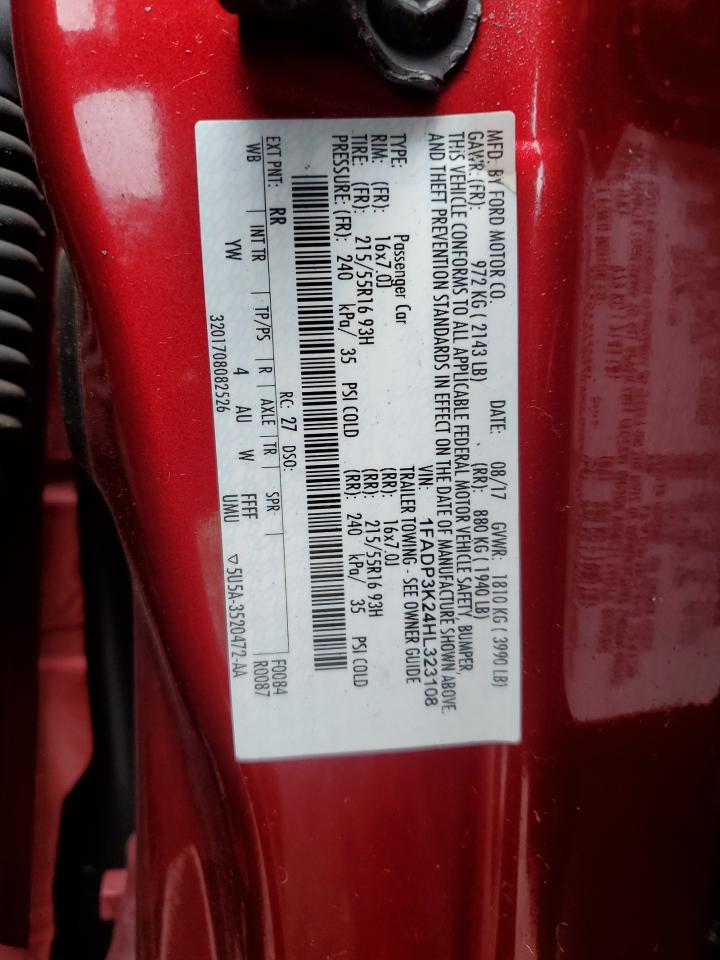 MFD. BY FORD MOTOR CO. DATE: 08/17 GVWR: 1810 KG ( 3990 LB)
GAWR: (FR): 972 KG ( 2143 LB) (RR): 880 KG ( 1940 LB)
THIS VEHICLE CONFORMS TO ALL APPLICABLE FEDERAL MOTOR VEHICLE SAFETY, BUMPER,
AND THEFT PREVENTION STANDARDS IN EFFECT ON THE DATE OF MANUFACTURE SHOWN ABOVE.
VIN: 1FADP3K24HL323108
TYPE: Passenger Car TRAILER TOWING - SEE OWNER GUIDE
RIM: (FR): 16x7.0J (RR): 16x7.0J
TIRE: (FR): 215/55R16 93H (RR): 215/55R16 93H
PRESSURE: (FR): 240 kPa/ 35 PSI COLD (RR): 240 kPa/ 35 PSI COLD
RC: 27 DSO: F0084
EXT PNT: RR R0087
WB INT TR TP/PS R AXLE TR SPR
YW 4 AU W FFFF
UMU
3201708082526 ▽5U5A-3520472-AA